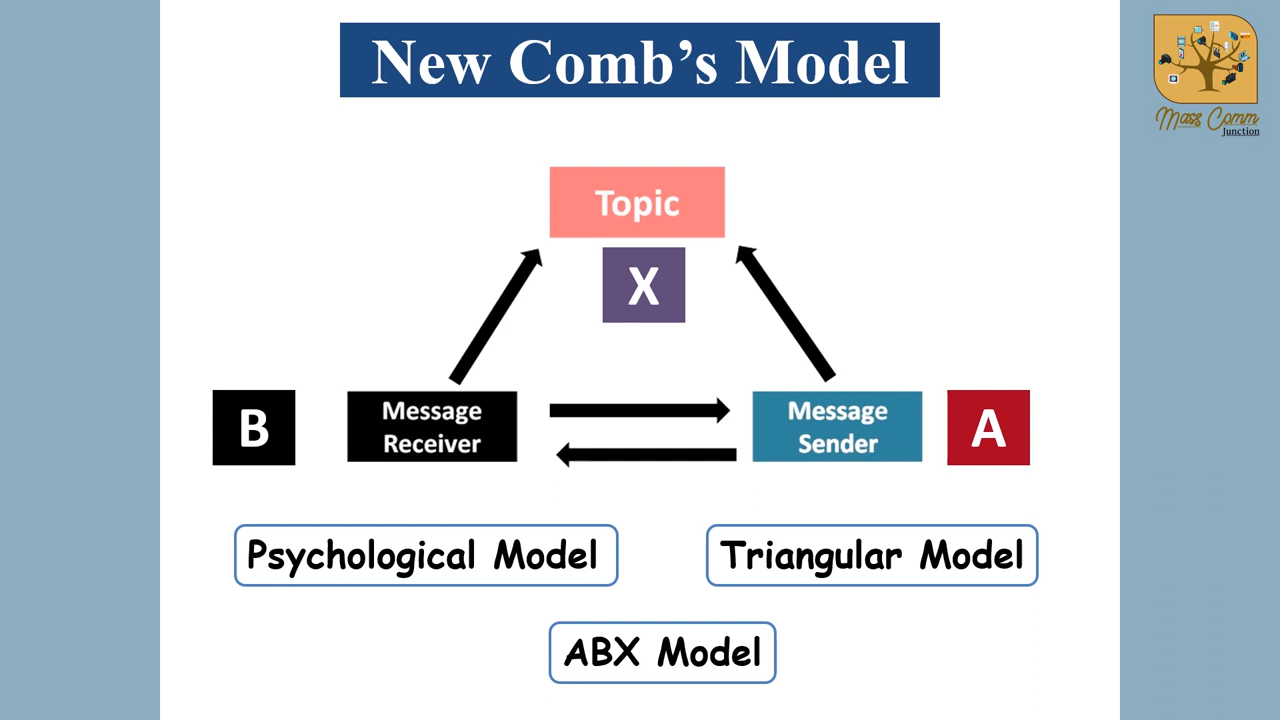 New Comb's Model
Mass Comm
Junction
Topic
X
B
Message
Receiver
Message
Sender
A
Psychological Model
Triangular Model
ABX Model